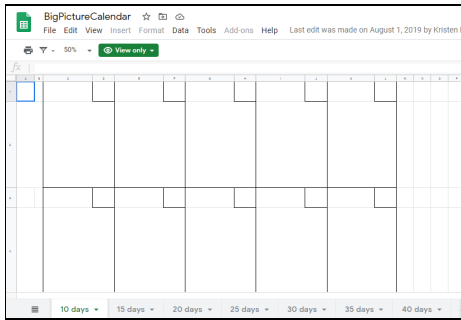 BigPictureCalendar
File Edit View Insert Format Data Tools Add-ons Help Last edit was made on August 1, 2019 by Kristen
50% View only
fx
10 days 15 days 20 days 25 days 30 days 35 days 40 days